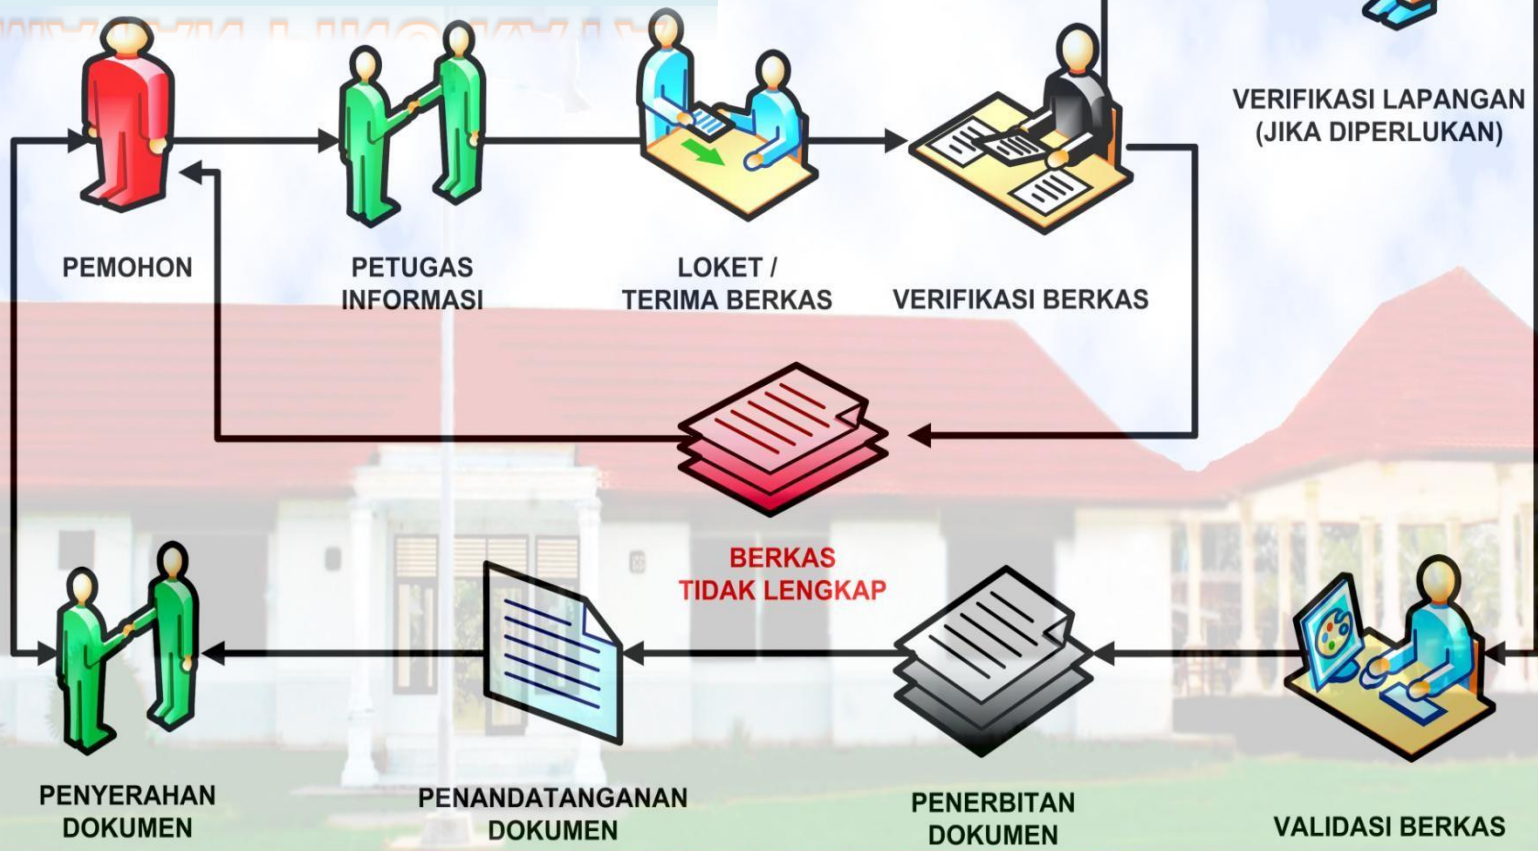 VERIFIKASI LAPANGAN
(JIKA DIPERLUKAN)
PEMOHON
PETUGAS
INFORMASI
LOKET /
TERIMA BERKAS
VERIFIKASI BERKAS
BERKAS
TIDAK LENGKAP
PENYERAHAN
DOKUMEN
PENANDATANGANAN
DOKUMEN
PENERBITAN
DOKUMEN
VALIDASI BERKAS